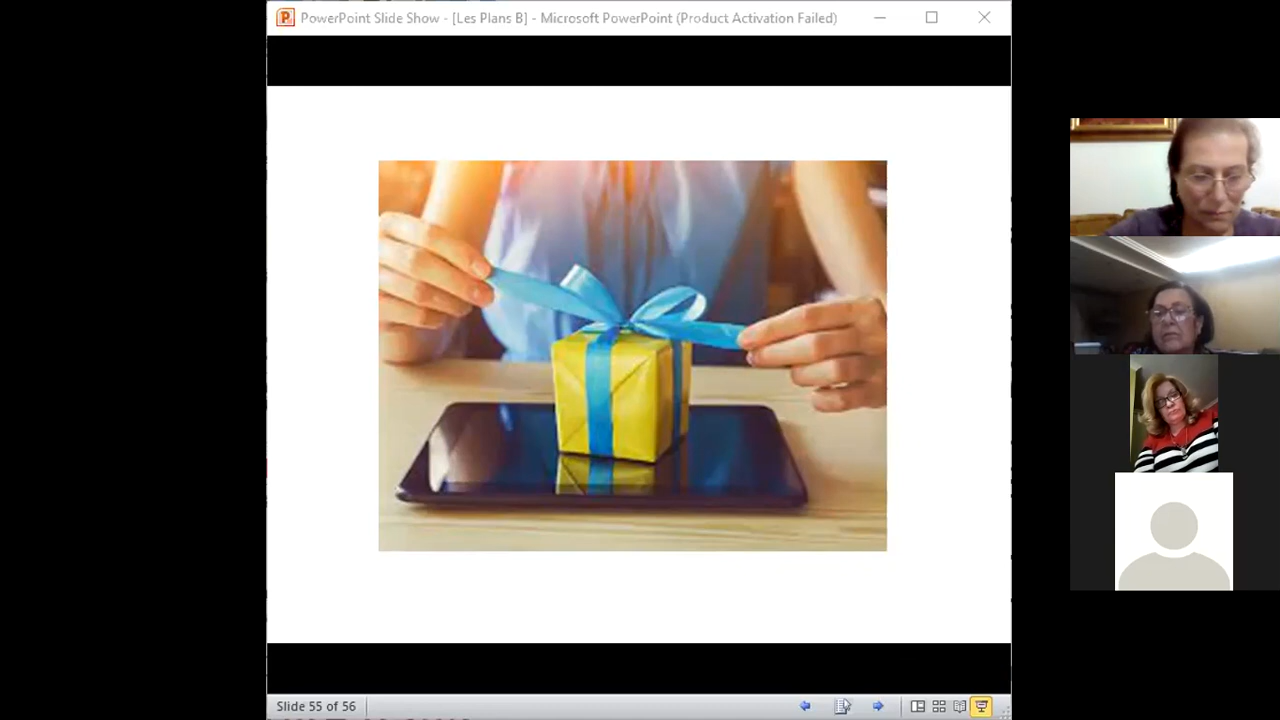 PowerPoint Slide Show - [Les Plans B] - Microsoft PowerPoint (Product Activation Failed)
Slide 55 of 56